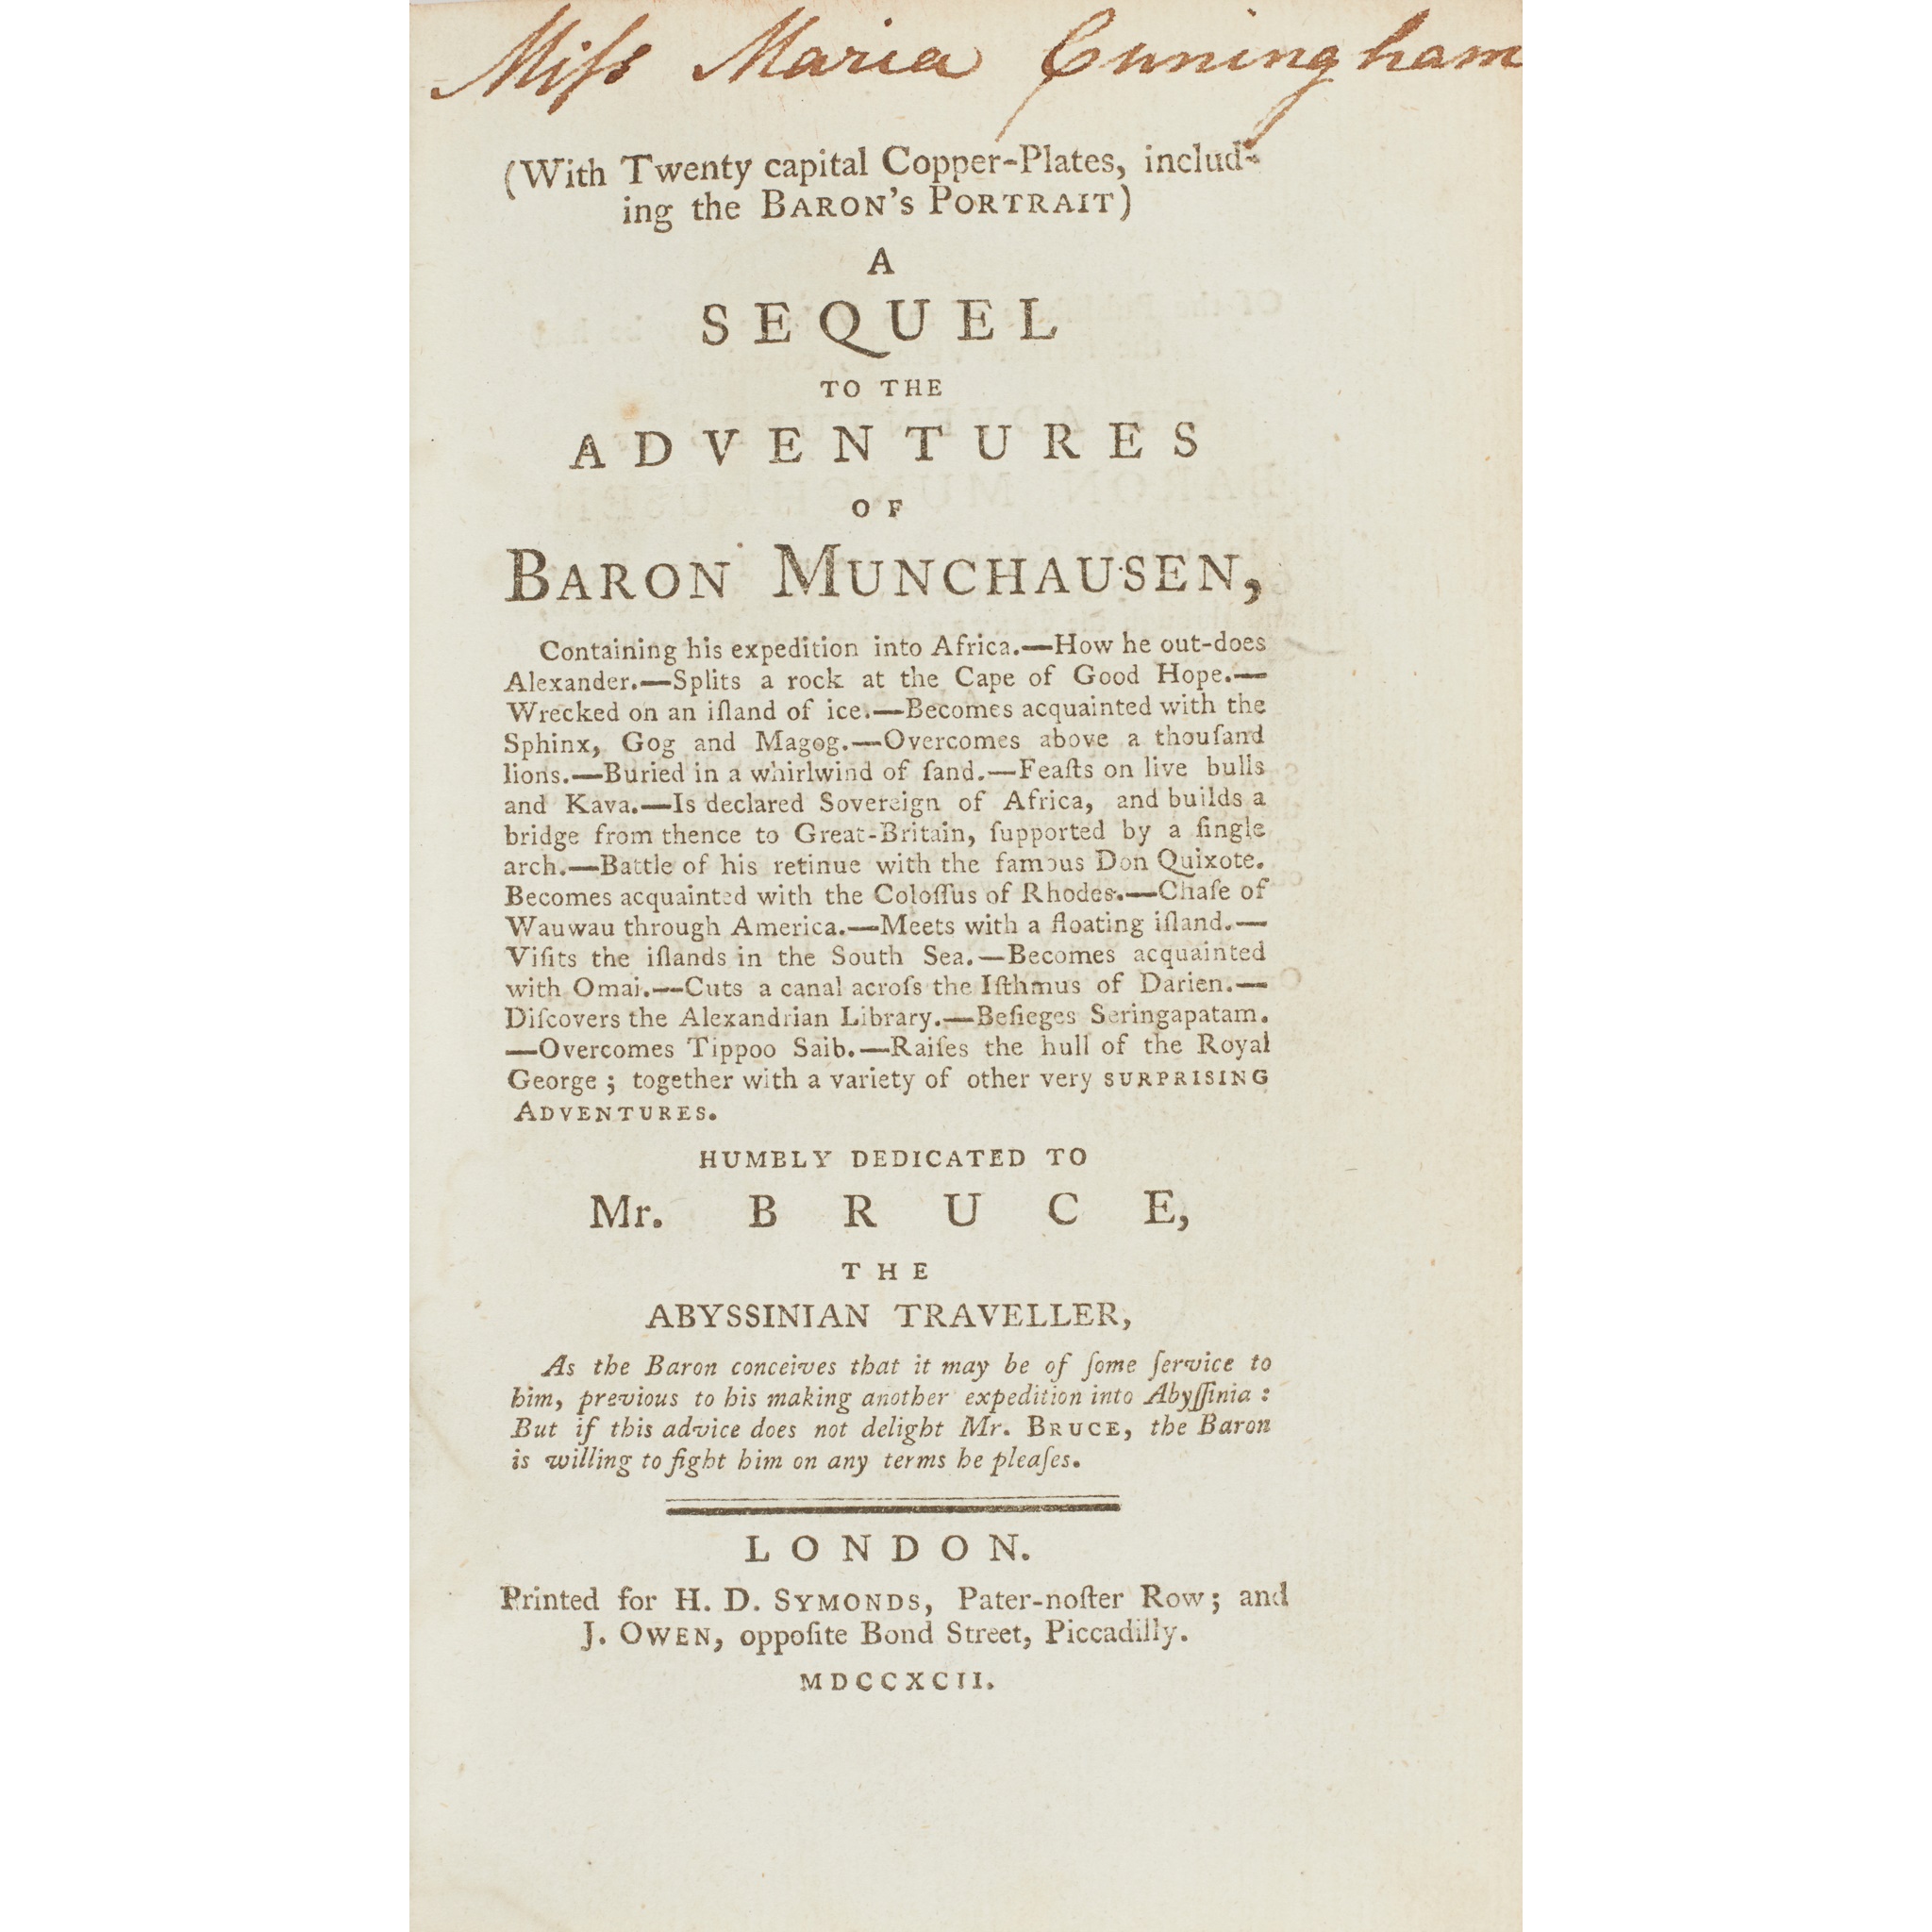 Miſs Maria Cuningham
(With Twenty capital Copper-Plates, includ-
ing the BARON'S PORTRAIT)
A
SEQUEL
TO THE
ADVENTURES
OF
BARON MUNCHAUSEN,
Containing his expedition into Africa.—How he out-does
Alexander.—Splits a rock at the Cape of Good Hope.—
Wrecked on an iſland of ice.—Becomes acquainted with the
Sphinx, Gog and Magog.—Overcomes above a thouſand
lions.—Buried in a whirlwind of ſand.—Feaſts on live bulls
and Kava.—Is declared Sovereign of Africa, and builds a
bridge from thence to Great-Britain, ſupported by a ſingle
arch.—Battle of his retinue with the famous Don Quixote.
Becomes acquainted with the Coloſſus of Rhodes.—Chaſe of
Wauwau through America.—Meets with a floating iſland.—
Viſits the iſlands in the South Sea.—Becomes acquainted
with Omai.—Cuts a canal acroſs the Iſthmus of Darien.—
Diſcovers the Alexandrian Library.—Beſieges Seringapatam.
—Overcomes Tippoo Saib.—Raiſes the hull of the Royal
George; together with a variety of other very SURPRISING
ADVENTURES.
HUMBLY DEDICATED TO
Mr. BRUCE,
THE
ABYSSINIAN TRAVELLER,
As the Baron conceives that it may be of ſome ſervice to
him, previous to his making another expedition into Abyſſinia:
But if this advice does not delight Mr. BRUCE, the Baron
is willing to fight him on any terms he pleaſes.
LONDON.
Printed for H. D. SYMONDS, Pater-noſter Row; and
J. OWEN, oppoſite Bond Street, Piccadilly.
MDCCXCII.